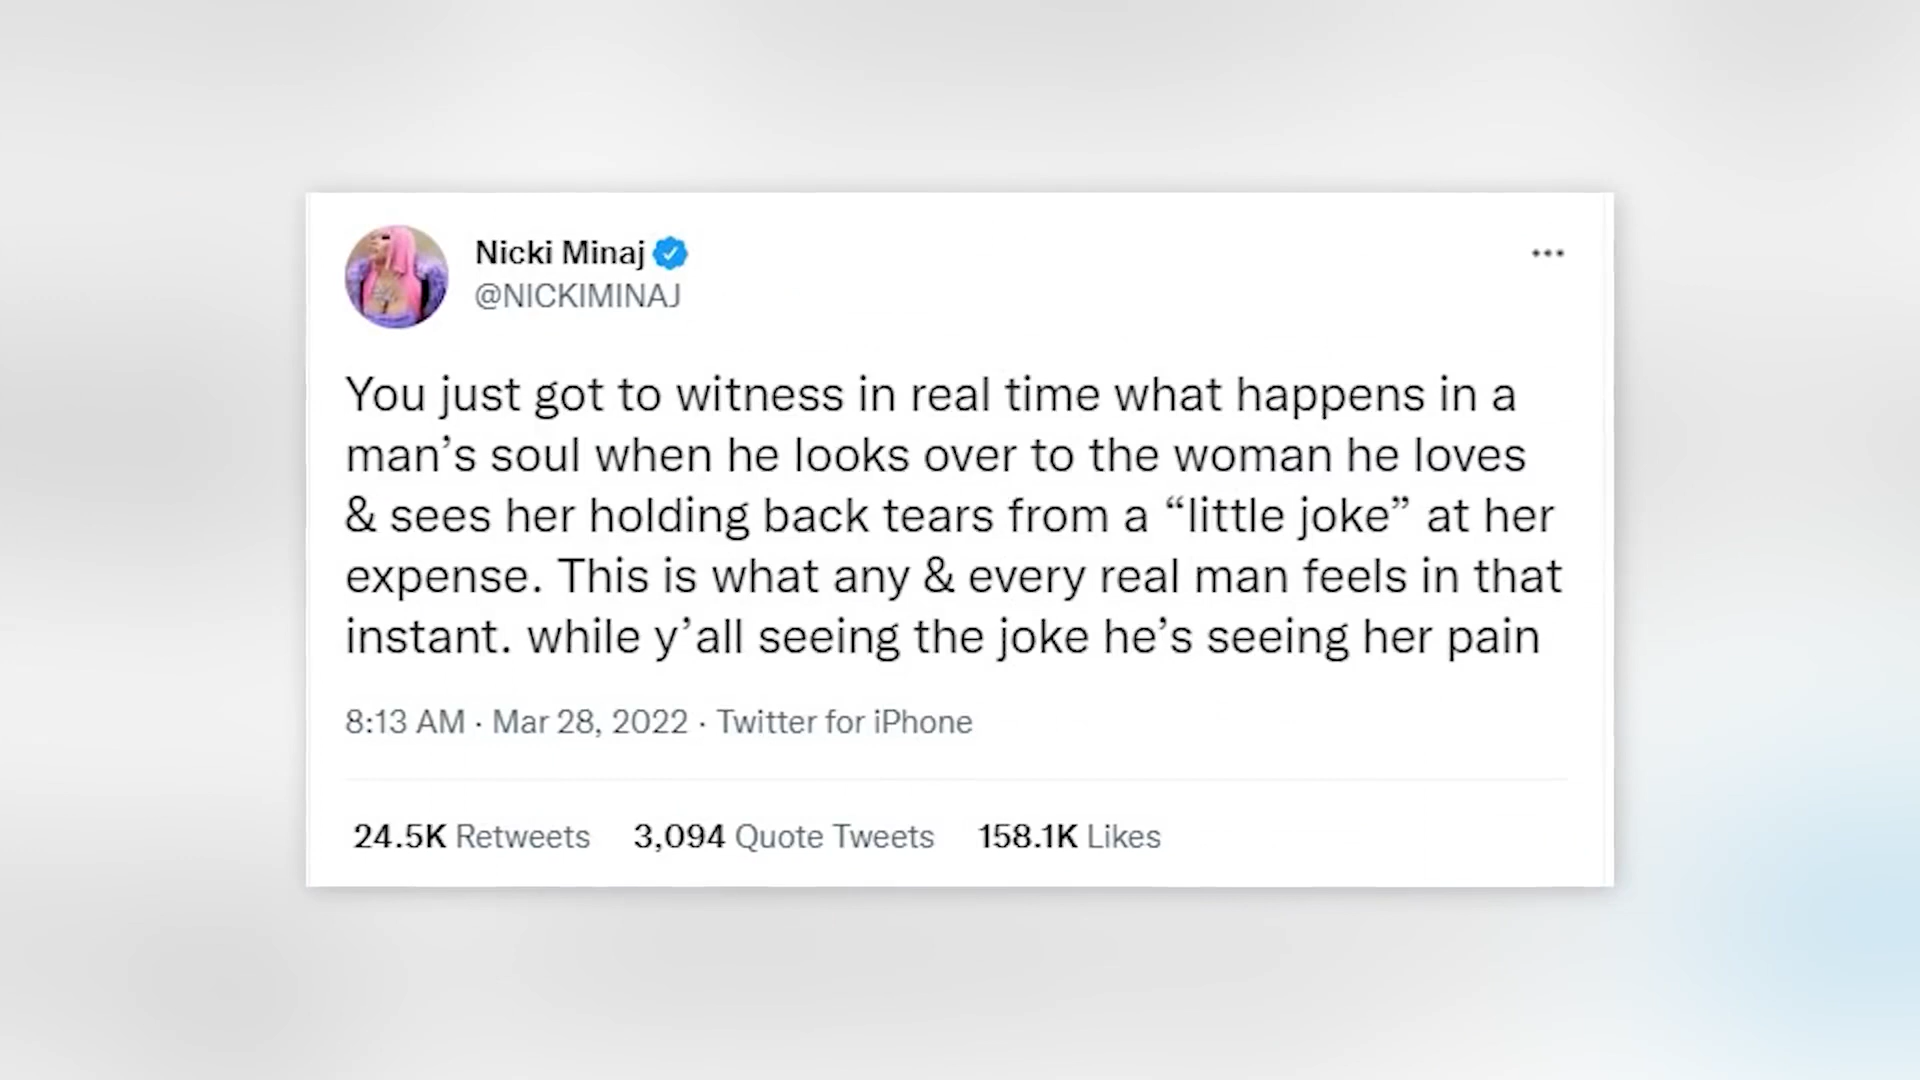 Nicki Minaj
@NICKIMINAJ
You just got to witness in real time what happens in a
man’s soul when he looks over to the woman he loves
& sees her holding back tears from a “little joke” at her
expense. This is what any & every real man feels in that
instant. while y’all seeing the joke he’s seeing her pain
8:13 AM · Mar 28, 2022 · Twitter for iPhone
24.5K Retweets 3,094 Quote Tweets 158.1K Likes